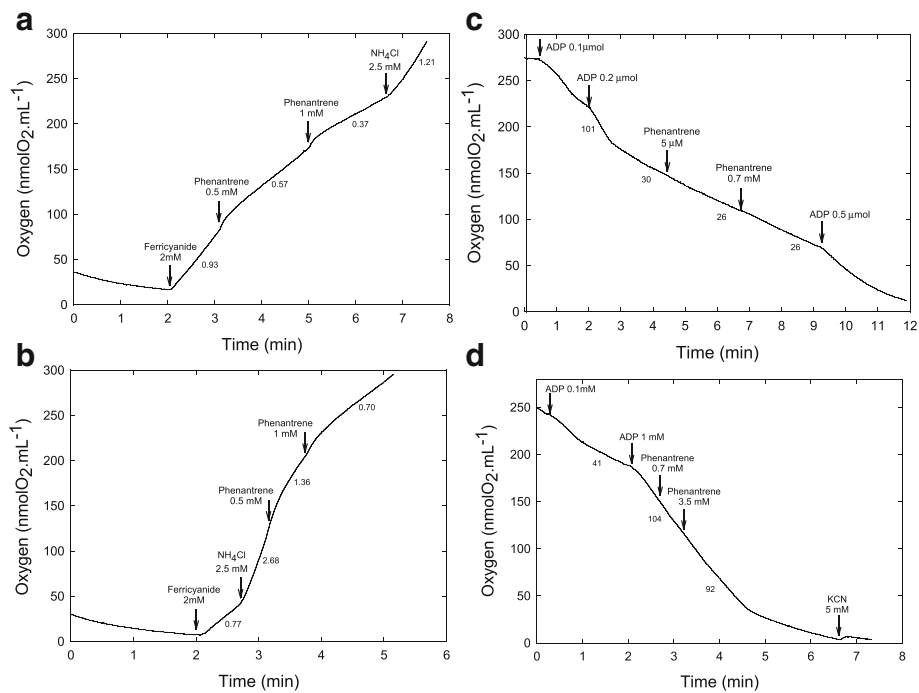 a
300
250
200
150
100
50
0
Oxygen (nmolO2.mL-1)
Ferricyanide
2mM
0.93
Phenantrene
0.5 mM
0.57
Phenantrene
1 mM
0.37
NH4Cl
2.5 mM
1.21
0 1 2 3 4 5 6 7 8
Time (min)
b
300
250
200
150
100
50
0
Oxygen (nmolO2.mL-1)
Ferricyanide
2mM
0.77
NH4Cl
2.5 mM
2.68
Phenantrene
0.5 mM
1.36
Phenantrene
1 mM
0.70
0 1 2 3 4 5 6
Time (min)
c
300
250
200
150
100
50
0
Oxygen (nmolO2.mL-1)
ADP 0.1μmol
ADP 0.2 μmol
101
Phenantrene
5 μM
30
Phenantrene
0.7 mM
26
ADP 0.5 μmol
26
0 1 2 3 4 5 6 7 8 9 10 11 12
Time (min)
d
250
200
150
100
50
0
Oxygen (nmolO2.mL-1)
ADP 0.1mM
41
ADP 1 mM
Phenantrene
0.7 mM
Phenantrene
3.5 mM
104
92
KCN
5 mM
0 1 2 3 4 5 6 7 8
Time (min)